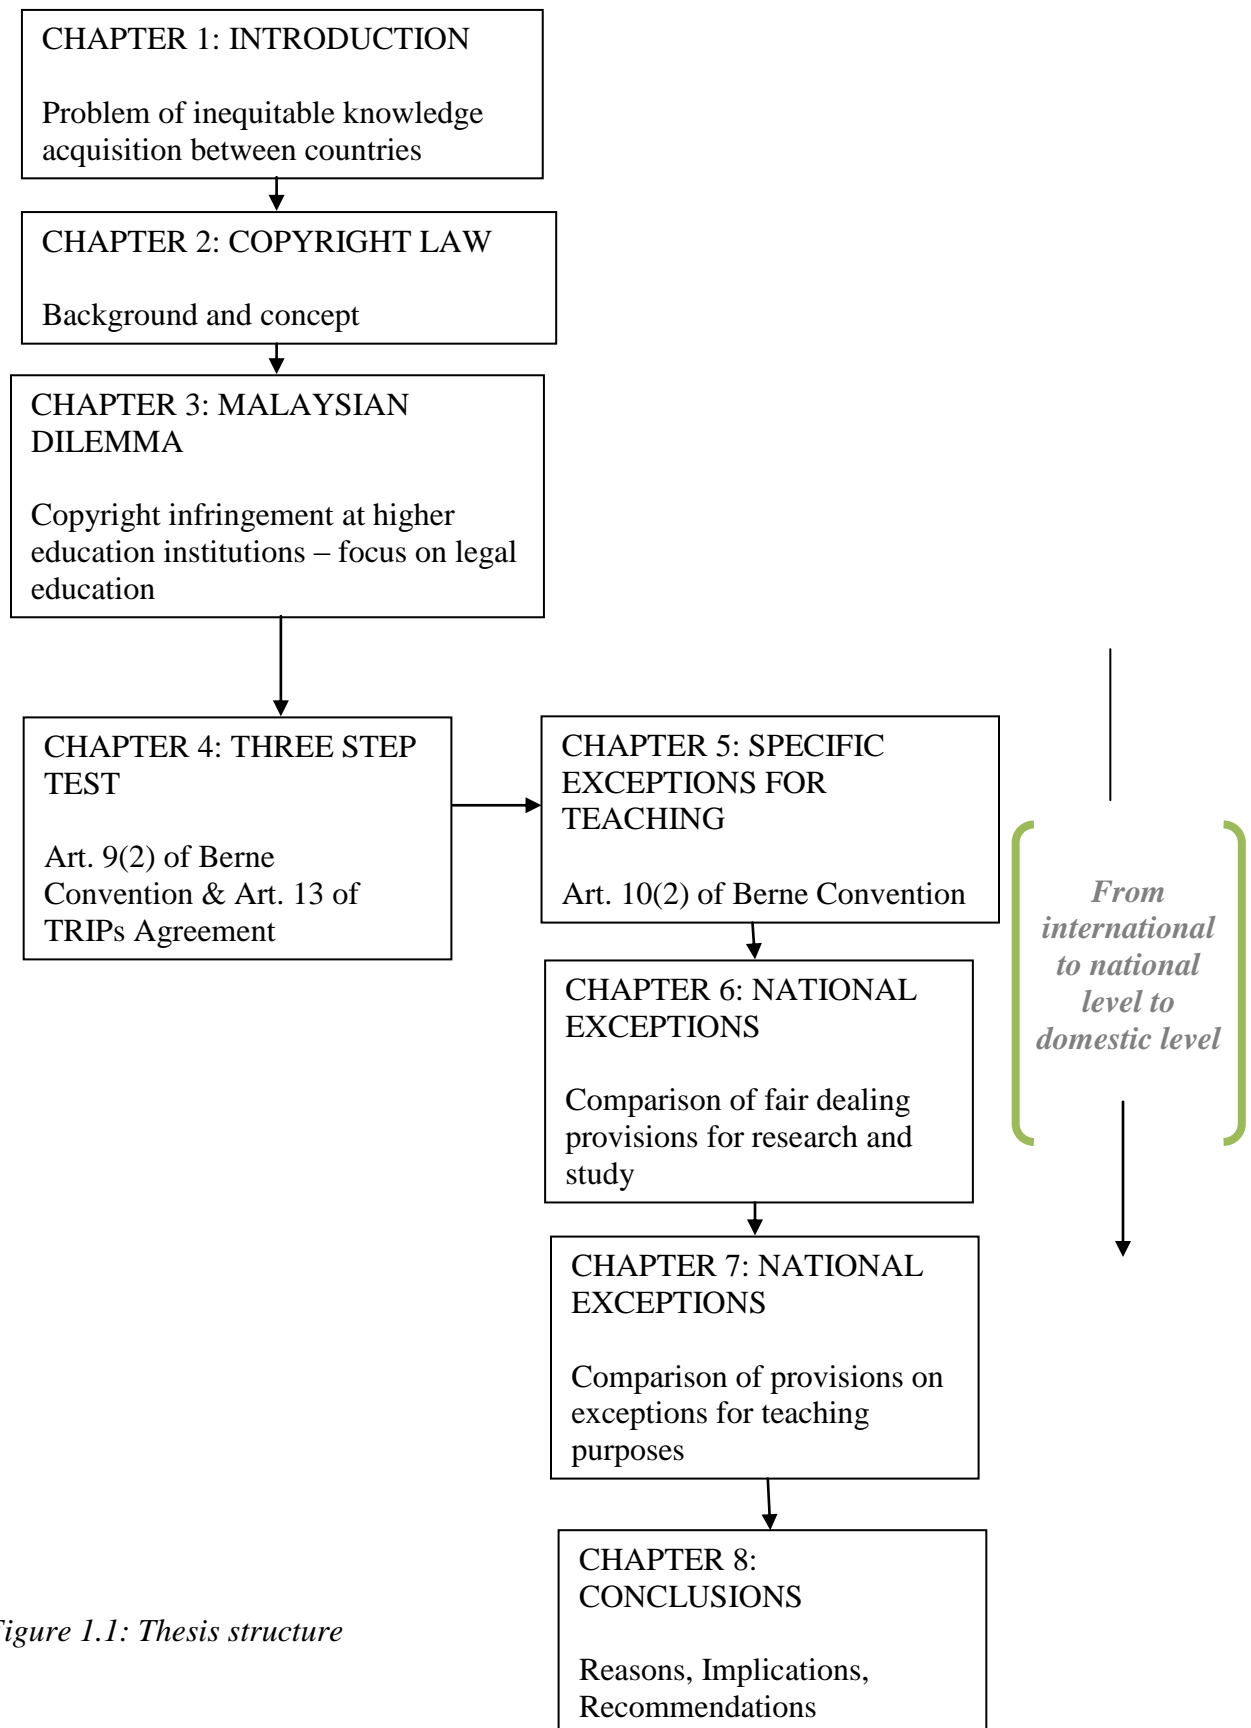 CHAPTER 1: INTRODUCTION
Problem of inequitable knowledge
acquisition between countries
CHAPTER 2: COPYRIGHT LAW
Background and concept
CHAPTER 3: MALAYSIAN
DILEMMA
Copyright infringement at higher
education institutions – focus on legal
education
CHAPTER 4: THREE STEP
TEST
Art. 9(2) of Berne
Convention & Art. 13 of
TRIPs Agreement
CHAPTER 5: SPECIFIC
EXCEPTIONS FOR
TEACHING
Art. 10(2) of Berne Convention
From
international
to national
level to
domestic level
CHAPTER 6: NATIONAL
EXCEPTIONS
Comparison of fair dealing
provisions for research and
study
CHAPTER 7: NATIONAL
EXCEPTIONS
Comparison of provisions on
exceptions for teaching
purposes
CHAPTER 8:
CONCLUSIONS
Reasons, Implications,
Recommendations
Figure 1.1: Thesis structure